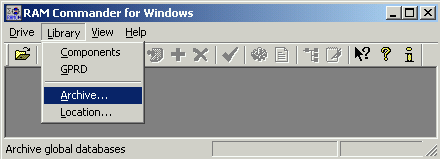 RAM Commander for Windows
Drive Library View Help
Components
GPRD
Archive...
Location...
Archive global databases